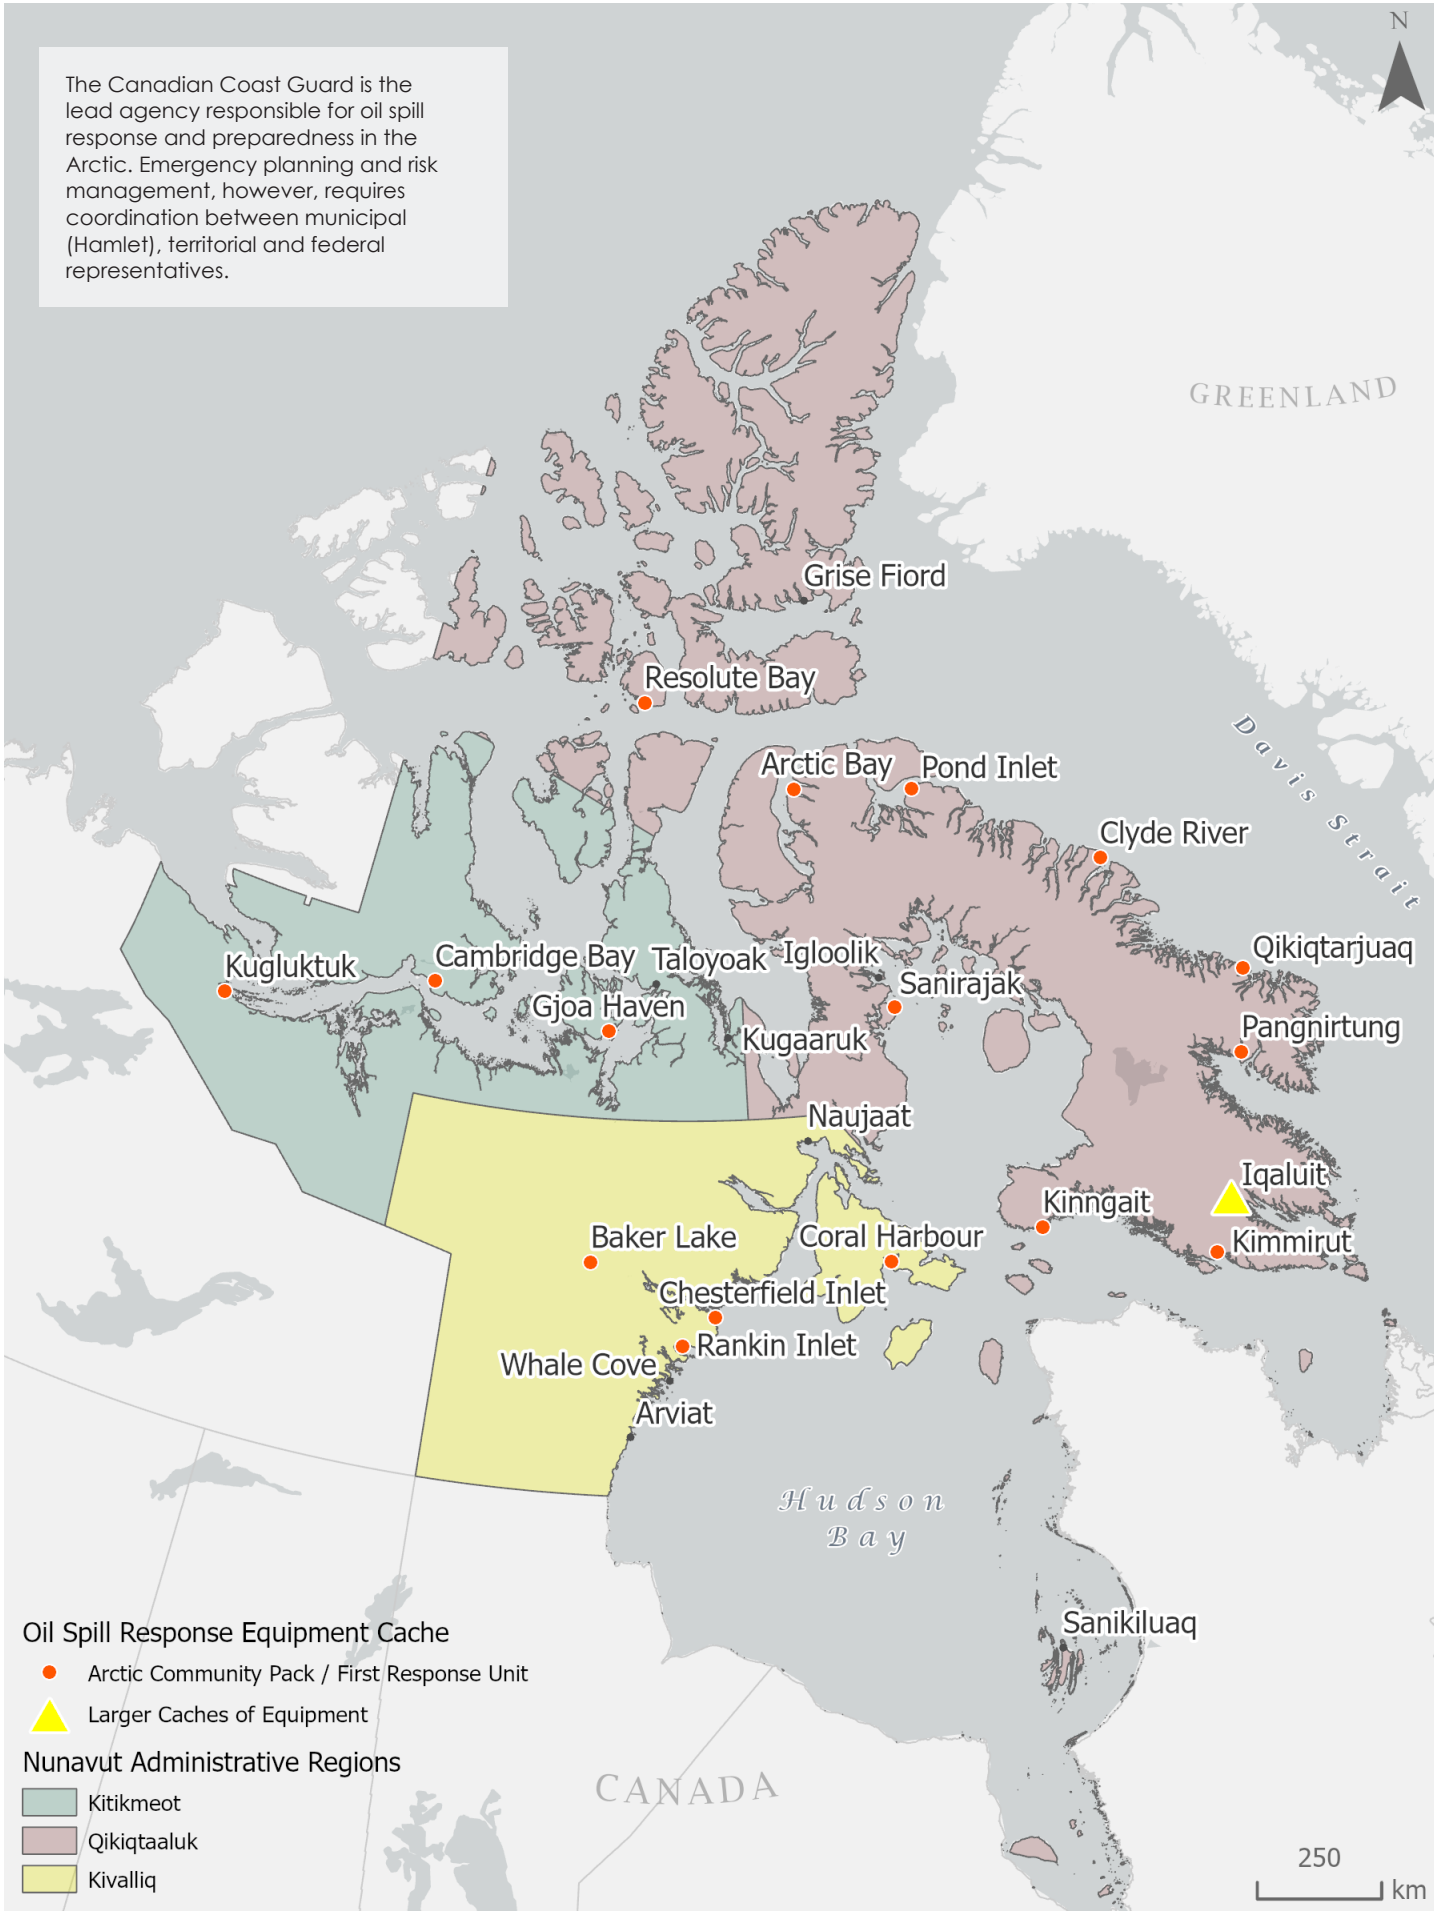 N
The Canadian Coast Guard is the
lead agency responsible for oil spill
response and preparedness in the
Arctic. Emergency planning and risk
management, however, requires
coordination between municipal
(Hamlet), territorial and federal
representatives.
GREENLAND
Grise Fiord
Resolute Bay
Davis Strait
Arctic Bay
Pond Inlet
Clyde River
Qikiqtarjuaq
Kugluktuk
Cambridge Bay
Taloyoak
Igloolik
Sanirajak
Gjoa Haven
Pangnirtung
Kugaaruk
Naujaat
Iqaluit
Kinngait
Baker Lake
Coral Harbour
Kimmirut
Chesterfield Inlet
Rankin Inlet
Whale Cove
Arviat
Hudson
Bay
Sanikiluaq
Oil Spill Response Equipment Cache
Arctic Community Pack / First Response Unit
Larger Caches of Equipment
Nunavut Administrative Regions
Kitikmeot
Qikiqtaaluk
Kivalliq
CANADA
250
km